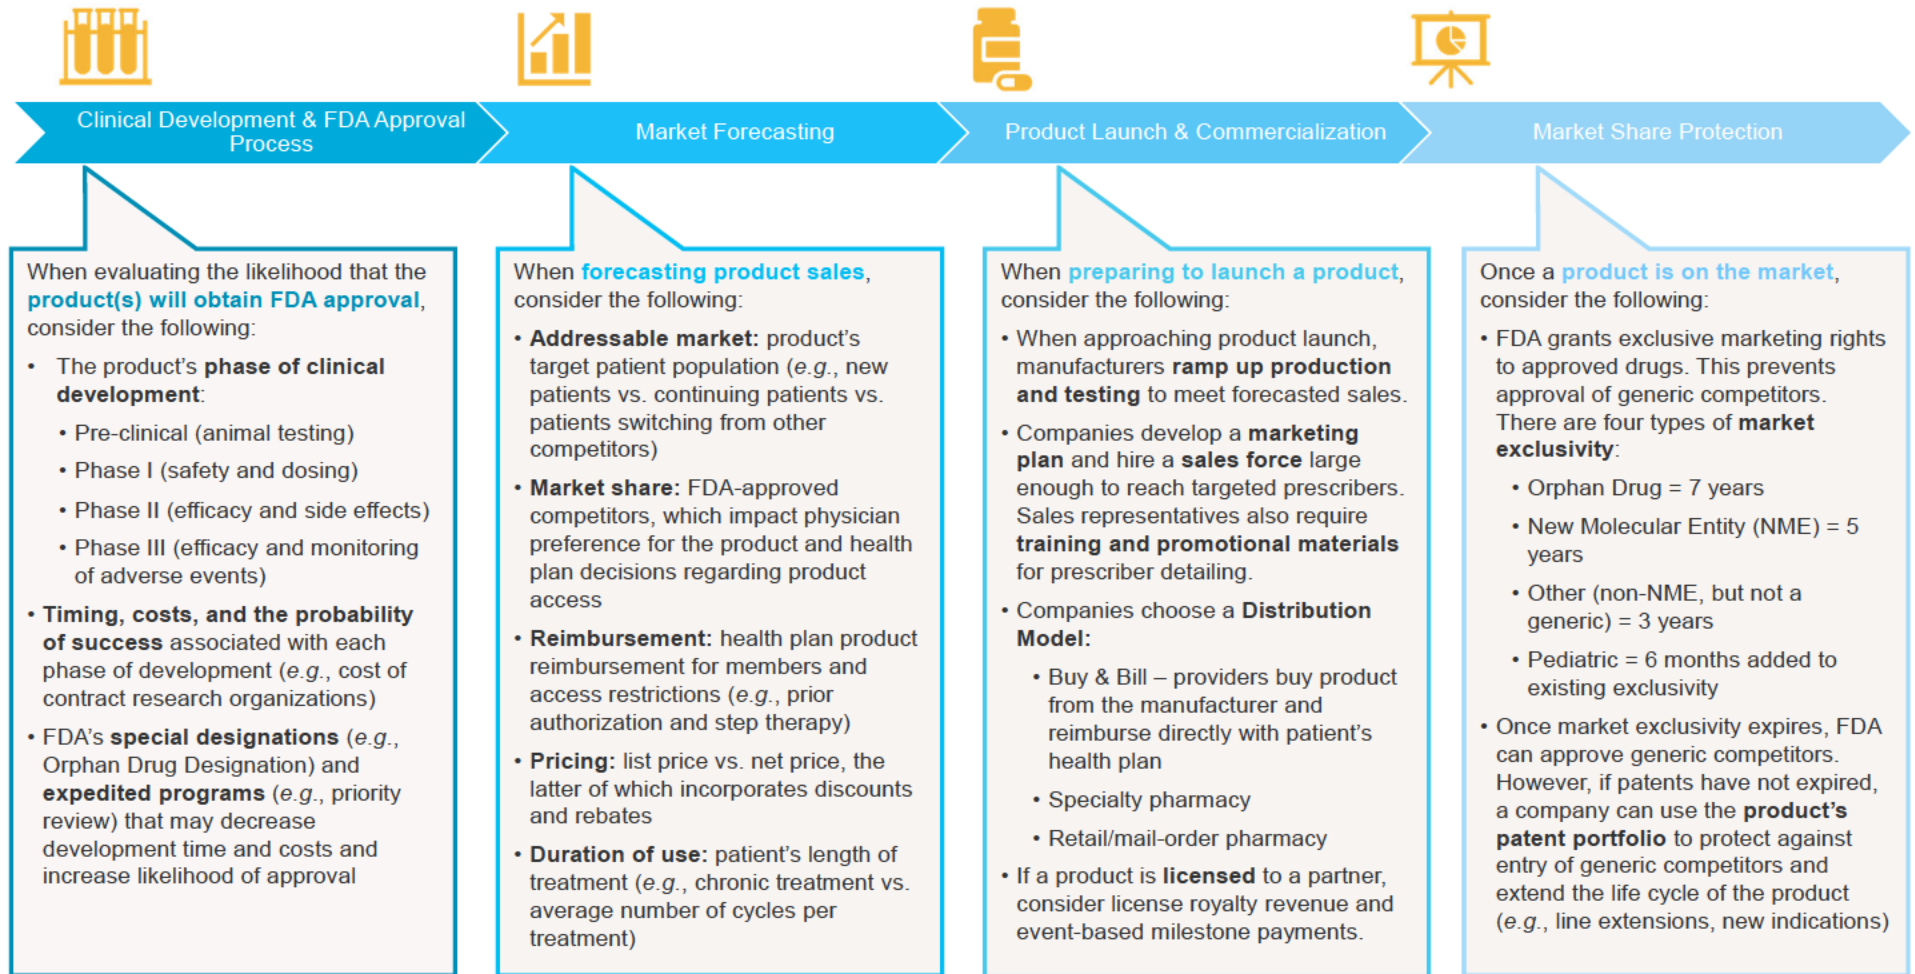 Clinical Development & FDA Approval
Process
Market Forecasting
Product Launch & Commercialization
Market Share Protection
When evaluating the likelihood that the
product(s) will obtain FDA approval,
consider the following:
• The product's phase of clinical
development:
• Pre-clinical (animal testing)
• Phase I (safety and dosing)
• Phase II (efficacy and side effects)
• Phase III (efficacy and monitoring
of adverse events)
• Timing, costs, and the probability
of success associated with each
phase of development (e.g., cost of
contract research organizations)
• FDA's special designations (e.g.,
Orphan Drug Designation) and
expedited programs (e.g., priority
review) that may decrease
development time and costs and
increase likelihood of approval
When forecasting product sales,
consider the following:
• Addressable market: product's
target patient population (e.g., new
patients vs. continuing patients vs.
patients switching from other
competitors)
• Market share: FDA-approved
competitors, which impact physician
preference for the product and health
plan decisions regarding product
access
• Reimbursement: health plan product
reimbursement for members and
access restrictions (e.g., prior
authorization and step therapy)
• Pricing: list price vs. net price, the
latter of which incorporates discounts
and rebates
• Duration of use: patient's length of
treatment (e.g., chronic treatment vs.
average number of cycles per
treatment)
When preparing to launch a product,
consider the following:
• When approaching product launch,
manufacturers ramp up production
and testing to meet forecasted sales.
• Companies develop a marketing
plan and hire a sales force large
enough to reach targeted prescribers.
Sales representatives also require
training and promotional materials
for prescriber detailing.
• Companies choose a Distribution
Model:
• Buy & Bill – providers buy product
from the manufacturer and
reimburse directly with patient's
health plan
• Specialty pharmacy
• Retail/mail-order pharmacy
• If a product is licensed to a partner,
consider license royalty revenue and
event-based milestone payments.
Once a product is on the market,
consider the following:
• FDA grants exclusive marketing rights
to approved drugs. This prevents
approval of generic competitors.
There are four types of market
exclusivity:
• Orphan Drug = 7 years
• New Molecular Entity (NME) = 5
years
• Other (non-NME, but not a
generic) = 3 years
• Pediatric = 6 months added to
existing exclusivity
• Once market exclusivity expires, FDA
can approve generic competitors.
However, if patents have not expired,
a company can use the product's
patent portfolio to protect against
entry of generic competitors and
extend the life cycle of the product
(e.g., line extensions, new indications)